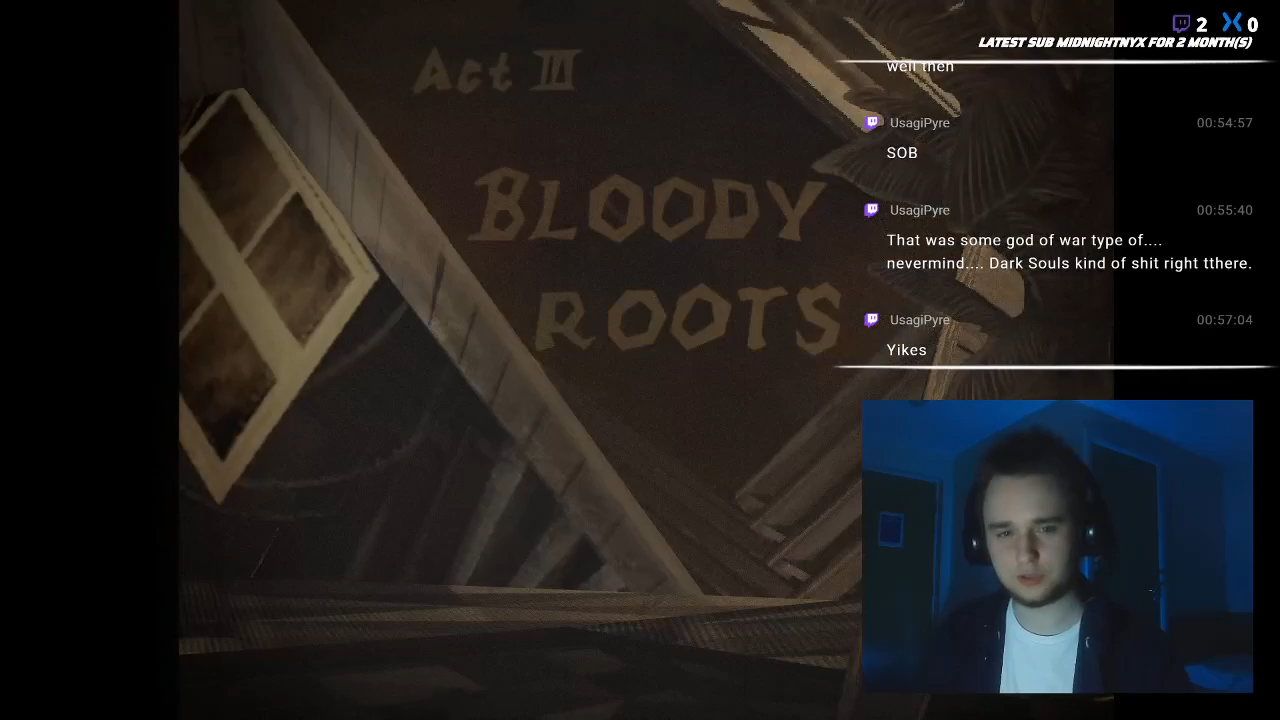 Act III
BLOODY
ROOTS
2 0
LATEST SUB MIDNIGHTNYX FOR 2 MONTH(S)
well then
UsagiPyre 00:54:57
SOB
UsagiPyre 00:55:40
That was some god of war type of....
nevermind.... Dark Souls kind of shit right tthere.
UsagiPyre 00:57:04
Yikes